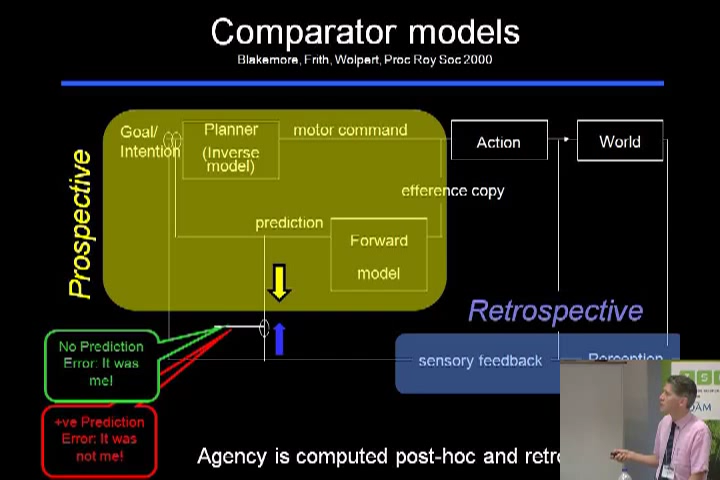 Comparator models
Blakemore, Frith, Wolpert, Proc Roy Soc 2000
Prospective
Goal/
Intention
Planner
(Inverse
model)
motor command
Action
World
efference copy
prediction
Forward
model
Retrospective
No Prediction
Error: It was
me!
sensory feedback
Perception
+ve Prediction
Error: It was
not me!
Agency is computed post-hoc and retro